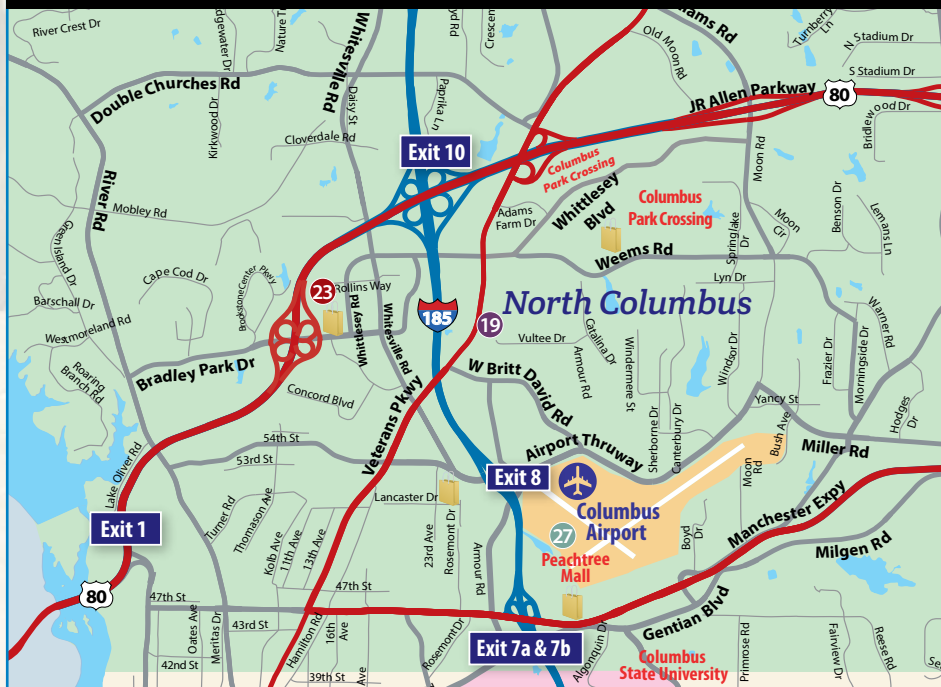 River Crest Dr
Nature T
Whitesville Rd
Old Moon Rd
N Stadium Dr
S Stadium Dr
Double Churches Rd
Kirkwood Dr
Daisy St
Paprika Ln
JR Allen Parkway
80
Bridlewood Dr
Cloverdale Rd
Exit 10
Columbus
Park Crossing
Moon Rd
River Rd
Mobley Rd
Green Island Dr
Adams
Farm Dr
Whittlesey
Blvd
Columbus
Park Crossing
Springlake
Dr
Moon
Cir
Benson Dr
Lemans Ln
Weems Rd
Lyn Dr
Cape Cod Dr
Brookstone Center
Pkwy
23
Rollins Way
Barschall Dr
Westmoreland Rd
Whittlesey Rd
Whitesville Rd
185
19
North Columbus
Vultee Dr
Catalina Dr
Armour Rd
Windermere St
Windsor Dr
Frazier Dr
Morningside Dr
Warner Rd
Roaring
Branch Rd
Bradley Park Dr
Concord Blvd
W Britt David Rd
Sherborne Dr
Canterbury Dr
Yancy St
Bush Ave
Hodges
Dr
Veterans Pkwy
54th St
53rd St
Airport Thruway
Miller Rd
Lake Oliver Rd
Exit 8
Moon
Rd
Lancaster Dr
Turner Rd
Thomason Ave
Kolb Ave
11th Ave
13th Ave
23rd Ave
Rosemont Dr
Armour Rd
Columbus
Airport
27
Peachtree
Mall
Boyd
Dr
Manchester Expy
Milgen Rd
Exit 1
80
47th St
47th St
Oates Ave
Meritas Dr
43rd St
42nd St
Hamilton Rd
16th
Ave
39th St
Ave
Rosemont Dr
Exit 7a & 7b
Algonquin Dr
Gentian Blvd
Columbus
State University
Primrose Rd
Fairview Dr
Reese Rd